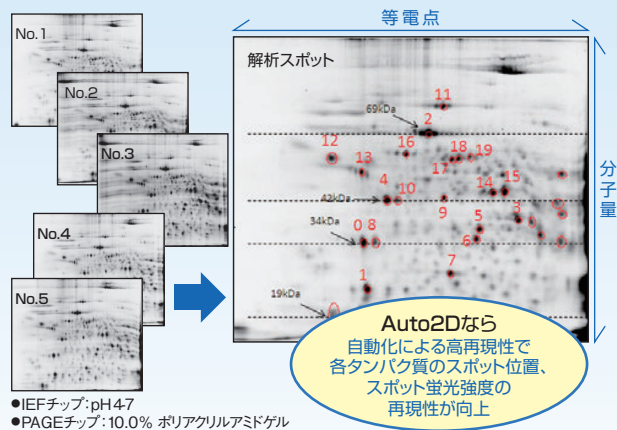 等電点
分子量
No.1
No.2
No.3
No.4
No.5
解析スポット
11
69kDa
2
12
16
18
19
13
17
4
10
14
15
42kDa
9
3
34kDa
0
8
5
6
7
1
19kDa
Auto2Dなら
自動化による高再現性で
各タンパク質のスポット位置、
スポット蛍光強度の
再現性が向上
●IEFチップ:pH4-7
●PAGEチップ:10.0% ポリアクリルアミドゲル